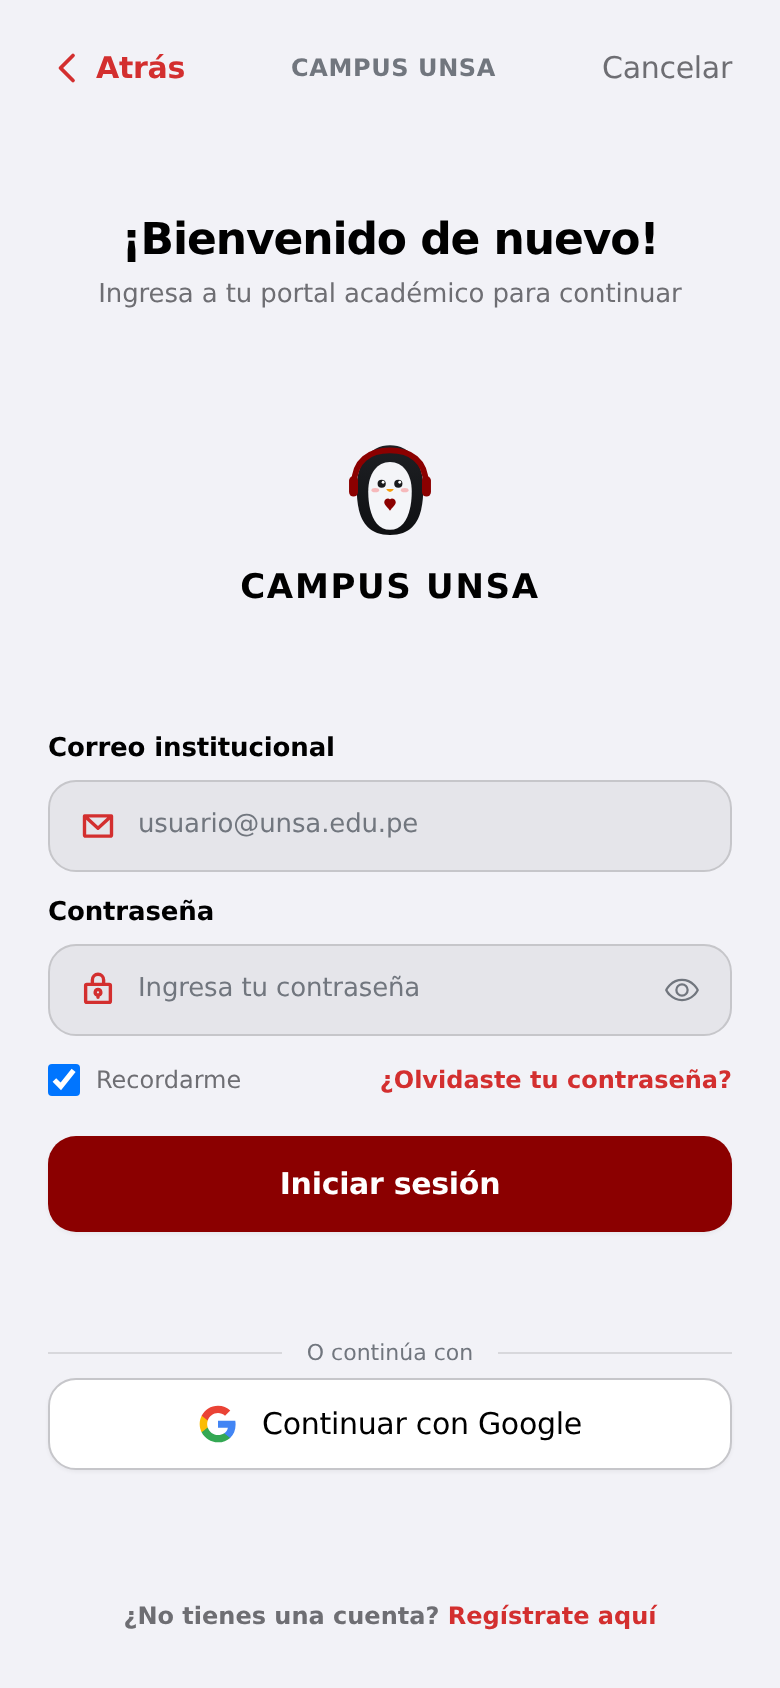 Atrás
CAMPUS UNSA
Cancelar
¡Bienvenido de nuevo!
Ingresa a tu portal académico para continuar
CAMPUS UNSA
Correo institucional
usuario@unsa.edu.pe
Contraseña
Ingresa tu contraseña
Recordarme
¿Olvidaste tu contraseña?
Iniciar sesión
O continúa con
Continuar con Google
¿No tienes una cuenta? Regístrate aquí